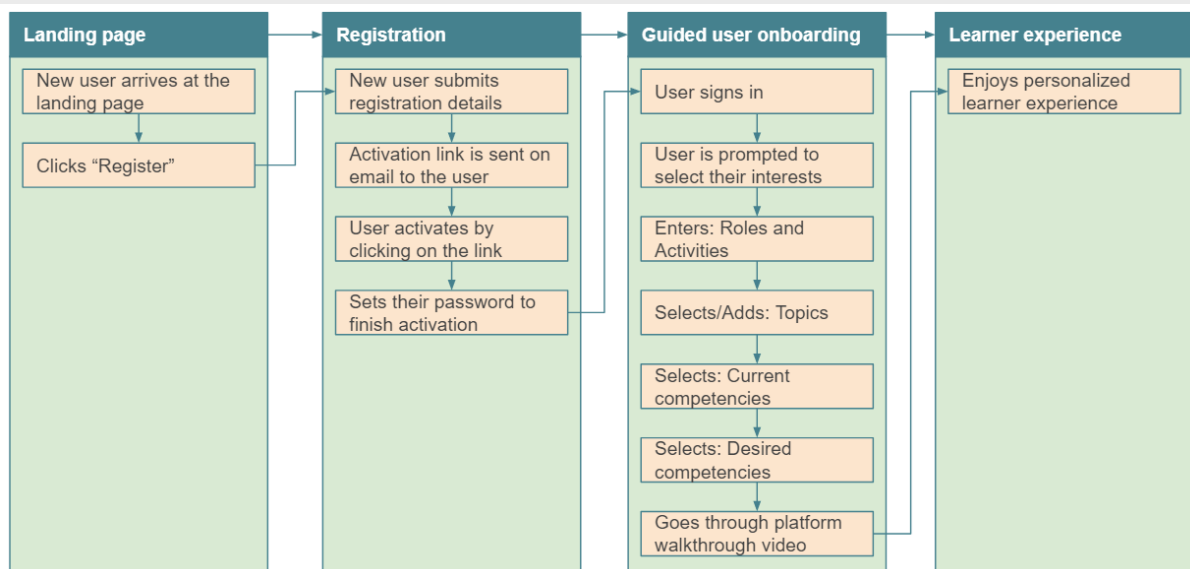 Landing page
New user arrives at the
landing page
Clicks “Register”
Registration
New user submits
registration details
Activation link is sent on
email to the user
User activates by
clicking on the link
Sets their password to
finish activation
Guided user onboarding
User signs in
User is prompted to
select their interests
Enters: Roles and
Activities
Selects/Adds: Topics
Selects: Current
competencies
Selects: Desired
competencies
Goes through platform
walkthrough video
Learner experience
Enjoys personalized
learner experience